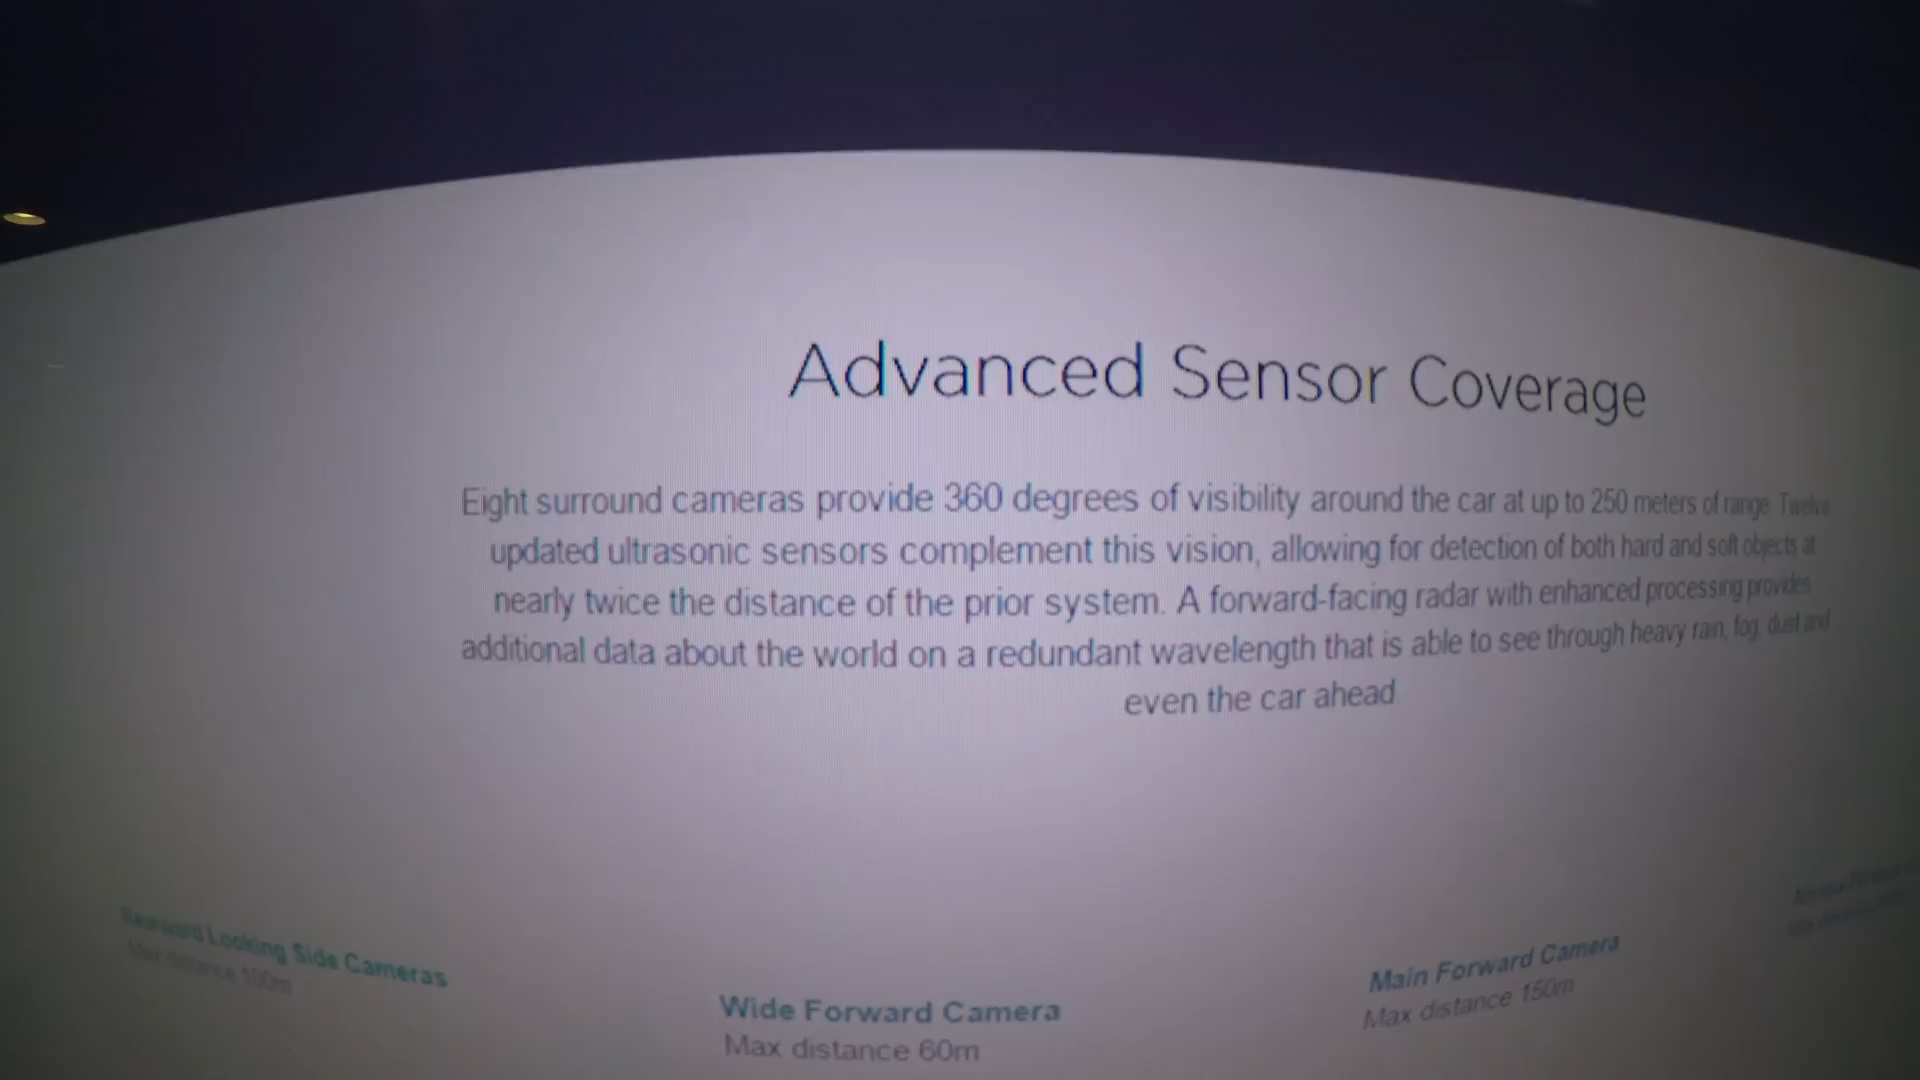 Advanced Sensor Coverage
Eight surround cameras provide 360 degrees of visibility around the car at up to 250 meters of range. Twelve
updated ultrasonic sensors complement this vision, allowing for detection of both hard and soft objects at
nearly twice the distance of the prior system. A forward-facing radar with enhanced processing provides
additional data about the world on a redundant wavelength that is able to see through heavy rain, fog, dust and
even the car ahead
Rearward Looking Side Cameras
Max distance 100m
Wide Forward Camera
Max distance 60m
Main Forward Camera
Max distance 150m